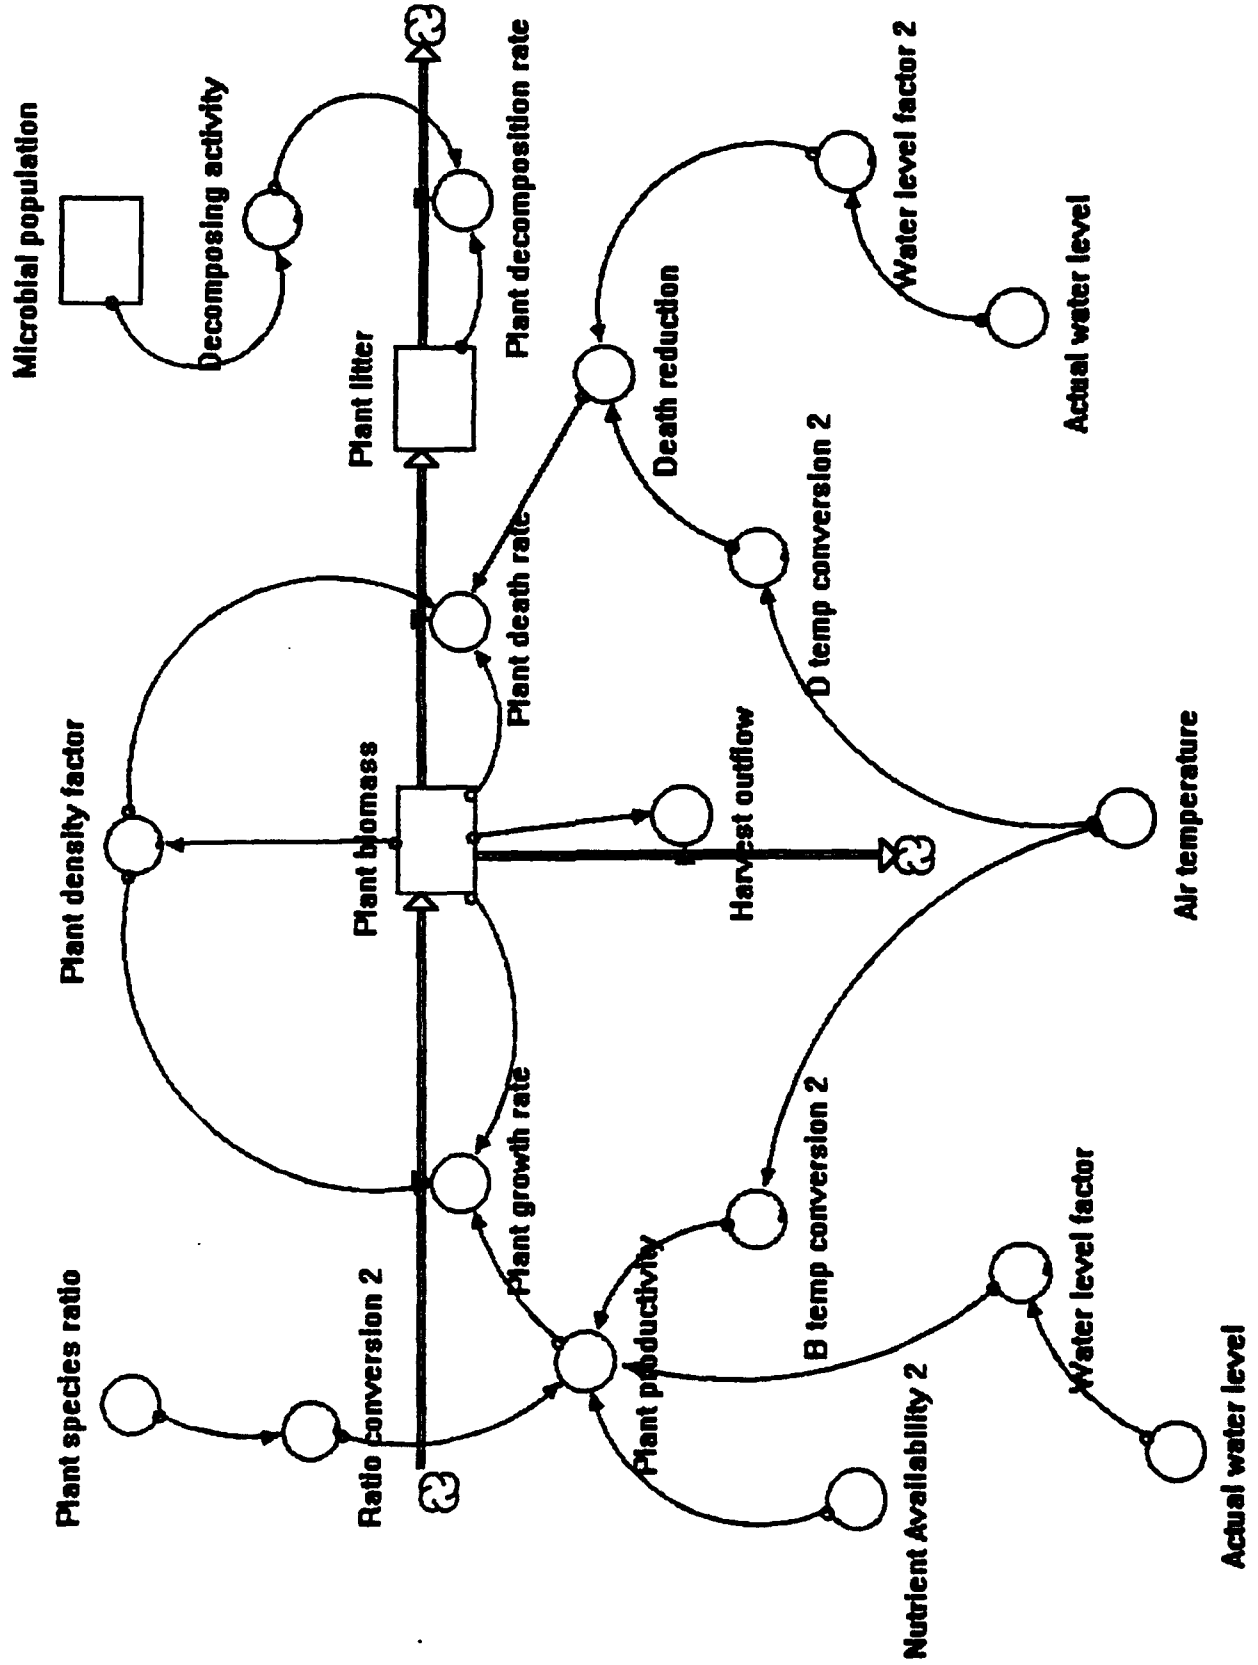 Plant species ratio
Plant density factor
Microbial population
Decomposing activity
Ratio conversion 2
Plant biomass
Plant litter
Plant growth rate
Plant death rate
Plant decomposition rate
Plant productivity
Death reduction
Harvest outflow
B temp conversion 2
D temp conversion 2
Nutrient Availability 2
Water level factor 2
Water level factor
Actual water level
Air temperature
Actual water level